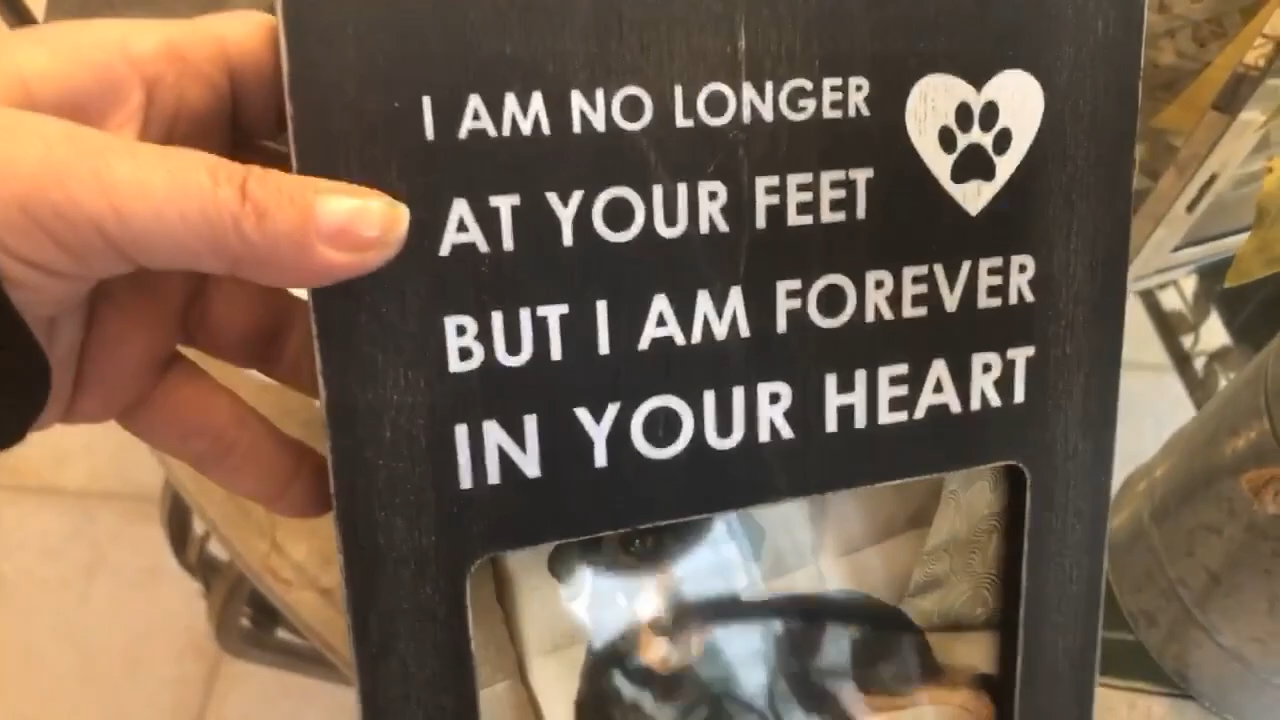 I AM NO LONGER
AT YOUR FEET
BUT I AM FOREVER
IN YOUR HEART